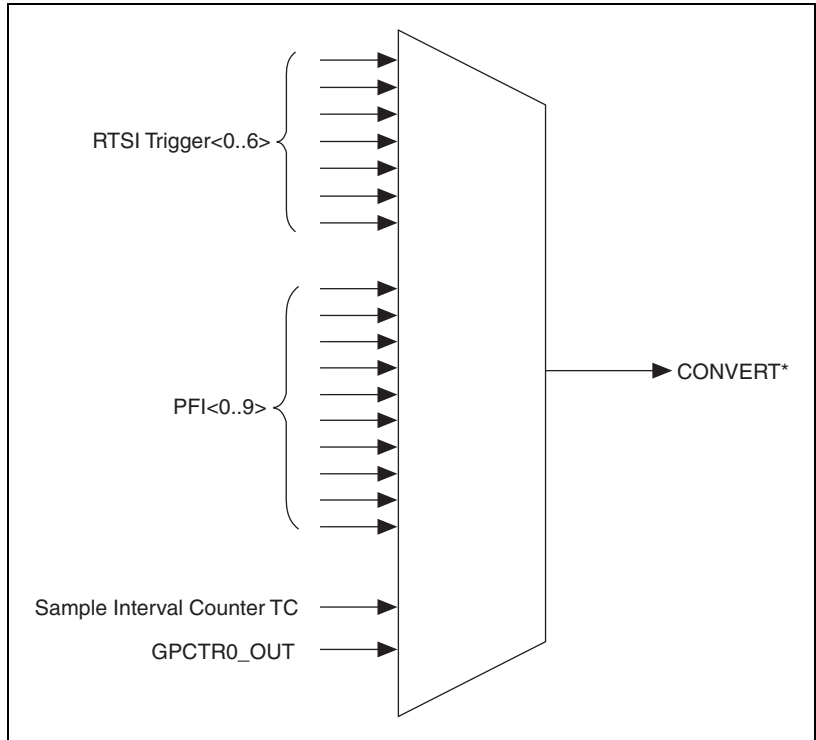 RTSI Trigger<0..6>
PFI<0..9>
CONVERT*
Sample Interval Counter TC
GPCTR0_OUT